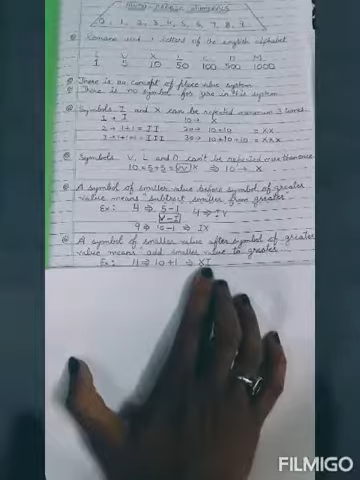 Hindu-Arabic Numerals
0, 1, 2, 3, 4, 5, 6, 7, 8, 9
Romans used 7 letters of the english alphabet
I V X L C D M
1 5 10 50 100 500 1000
There is no concept of place value system
There is no symbol for zero in this system
Symbols I and X can be repeated maximum 3 times
1 → I 10 → X
2 → 1+1 = II 20 → 10+10 = XX
3 → 1+1+1 = III 30 → 10+10+10 = XXX
Symbols V, L and D can't be repeated more than once
10 = 5+5 = VV X ⇒ 10 → X
A symbol of smaller value before symbol of greater
value means "subtract smaller from greater"
Ex: 4 ⇒ 5-1 4 ⇒ IV
V-I
9 ⇒ 10-1 ⇒ IX
A symbol of smaller value after symbol of greater
value means "add smaller value to greater
Ex: 11 ⇒ 10+1 ⇒ XI
FILMIGO